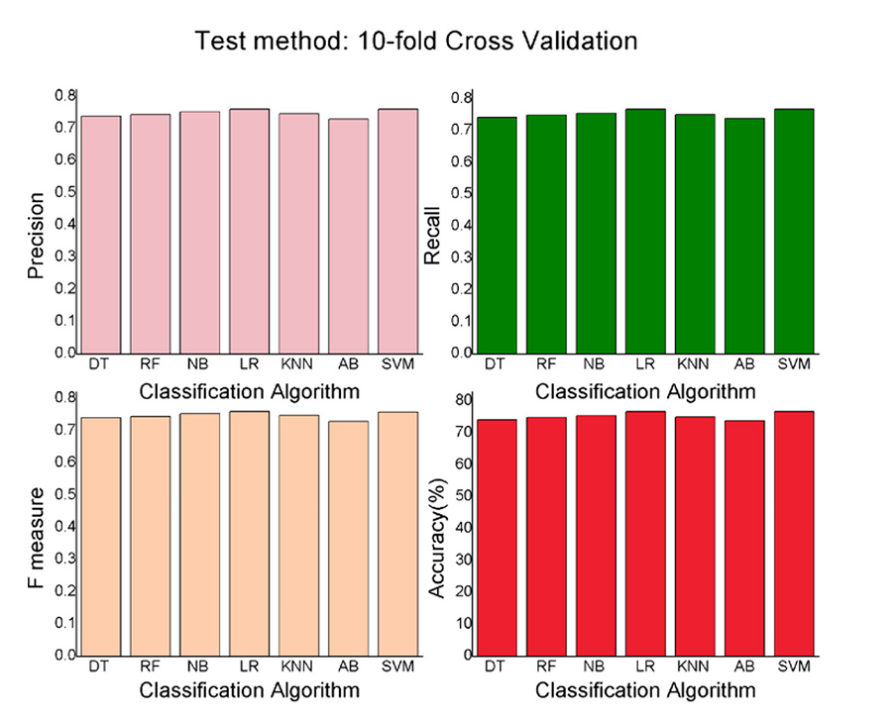 Test method: 10-fold Cross Validation
Precision
0.8
0.7
0.6
0.5
0.4
0.3
0.2
0.1
0.0
DT RF NB LR KNN AB SVM
Classification Algorithm
Recall
0.8
0.7
0.6
0.5
0.4
0.3
0.2
0.1
0.0
DT RF NB LR KNN AB SVM
Classification Algorithm
F measure
0.8
0.7
0.6
0.5
0.4
0.3
0.2
0.1
0.0
DT RF NB LR KNN AB SVM
Classification Algorithm
Accuracy(%)
80
70
60
50
40
30
20
10
0
DT RF NB LR KNN AB SVM
Classification Algorithm